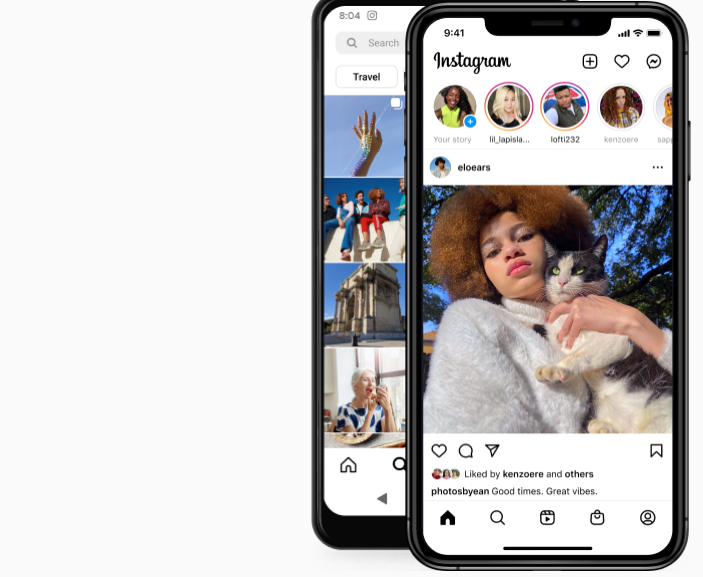 8:04
Search
Travel
9:41
Instagram
Your story
lil_lapisla...
lofti232
kenzoere
sapp
eloears
Liked by kenzoere and others
photosbyean Good times. Great vibes.